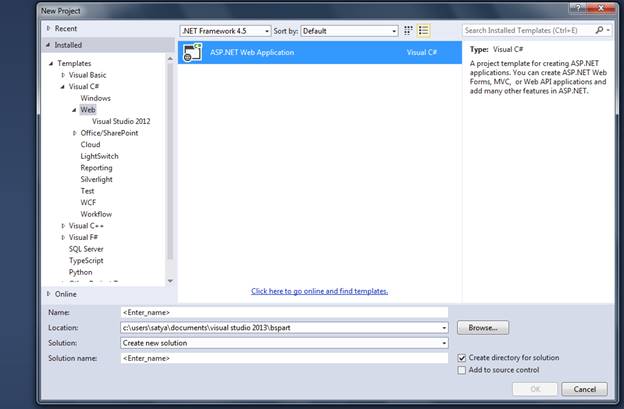 New Project
Recent
.NET Framework 4.5 Sort by: Default
Search Installed Templates (Ctrl+E)
Installed
Templates
Visual Basic
Visual C#
Windows
Web
Visual Studio 2012
Office/SharePoint
Cloud
LightSwitch
Reporting
Silverlight
Test
WCF
Workflow
Visual C++
Visual F#
SQL Server
TypeScript
Python
Online
ASP.NET Web Application Visual C#
Click here to go online and find templates.
Type: Visual C#
A project template for creating ASP.NET
applications. You can create ASP.NET Web
Forms, MVC, or Web API applications and
add many other features in ASP.NET.
Name: <Enter_name>
Location: c:\users\satya\documents\visual studio 2013\bspart
Browse...
Solution: Create new solution
Solution name: <Enter_name>
Create directory for solution
Add to source control
OK Cancel